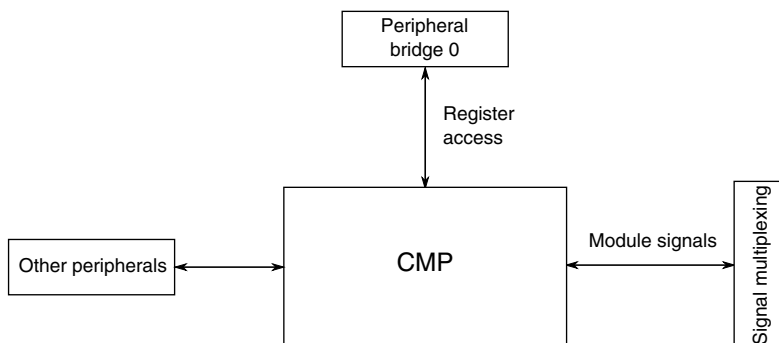 Peripheral
bridge 0
Register
access
Other peripherals
CMP
Module signals
Signal multiplexing